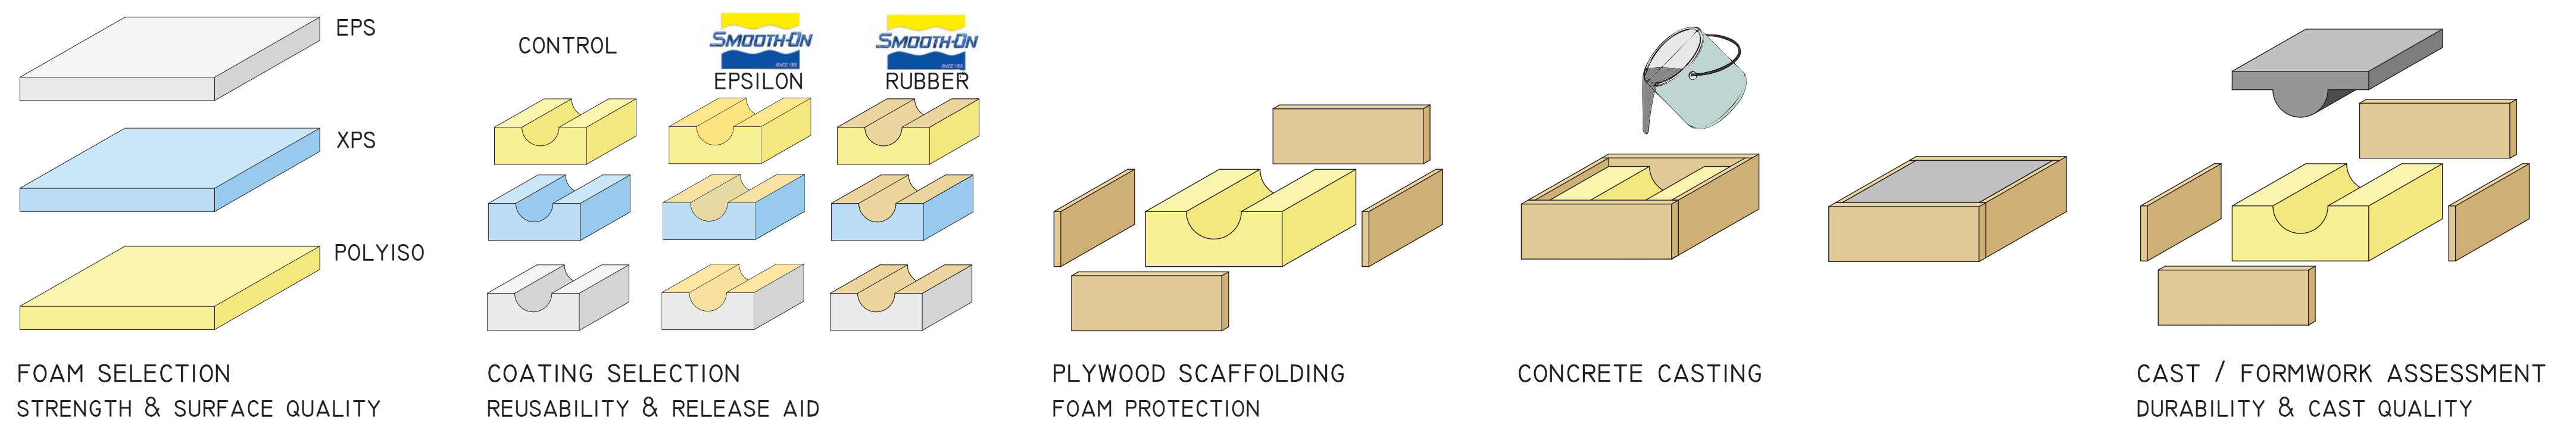 EPS
XPS
POLYISO
FOAM SELECTION
STRENGTH & SURFACE QUALITY
CONTROL
SMOOTH-ON
EPSILON
SMOOTH-ON
RUBBER
COATING SELECTION
REUSABILITY & RELEASE AID
PLYWOOD SCAFFOLDING
FOAM PROTECTION
CONCRETE CASTING
CAST / FORMWORK ASSESSMENT
DURABILITY & CAST QUALITY